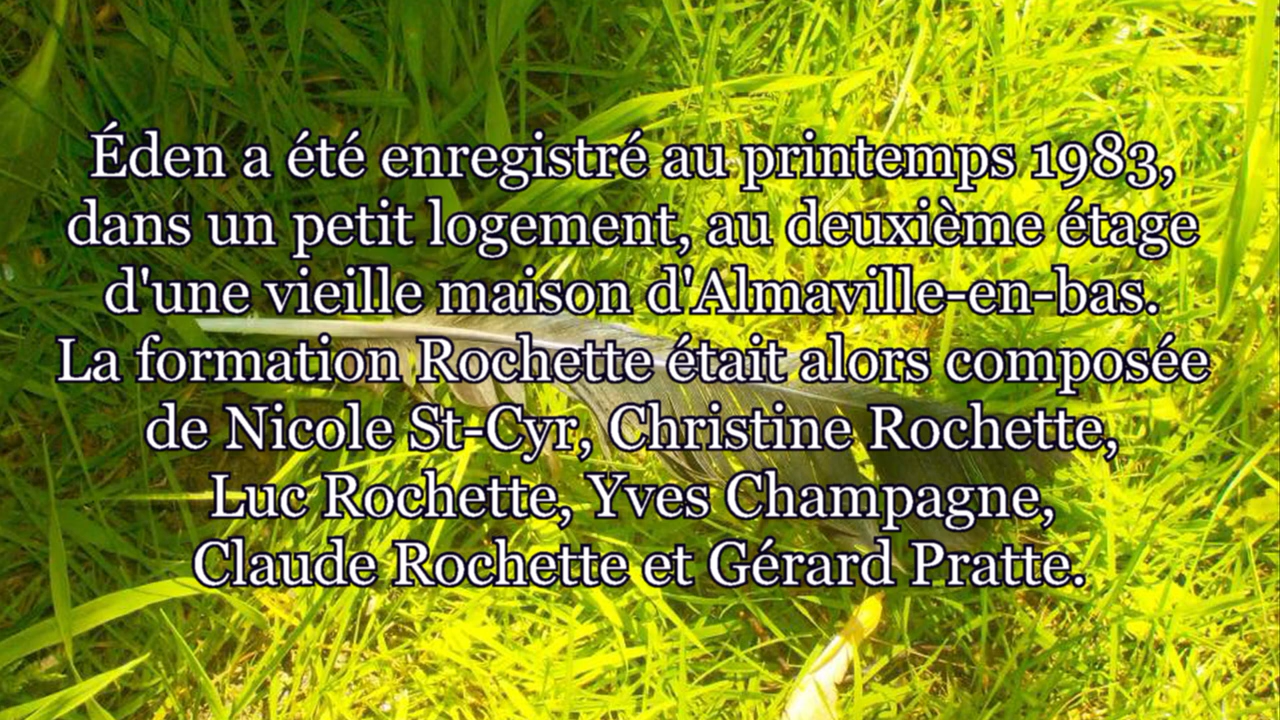 Éden a été enregistré au printemps 1983,
dans un petit logement, au deuxième étage
d'une vieille maison d'Almaville-en-bas.
La formation Rochette était alors composée
de Nicole St-Cyr, Christine Rochette,
Luc Rochette, Yves Champagne,
Claude Rochette et Gérard Pratte.